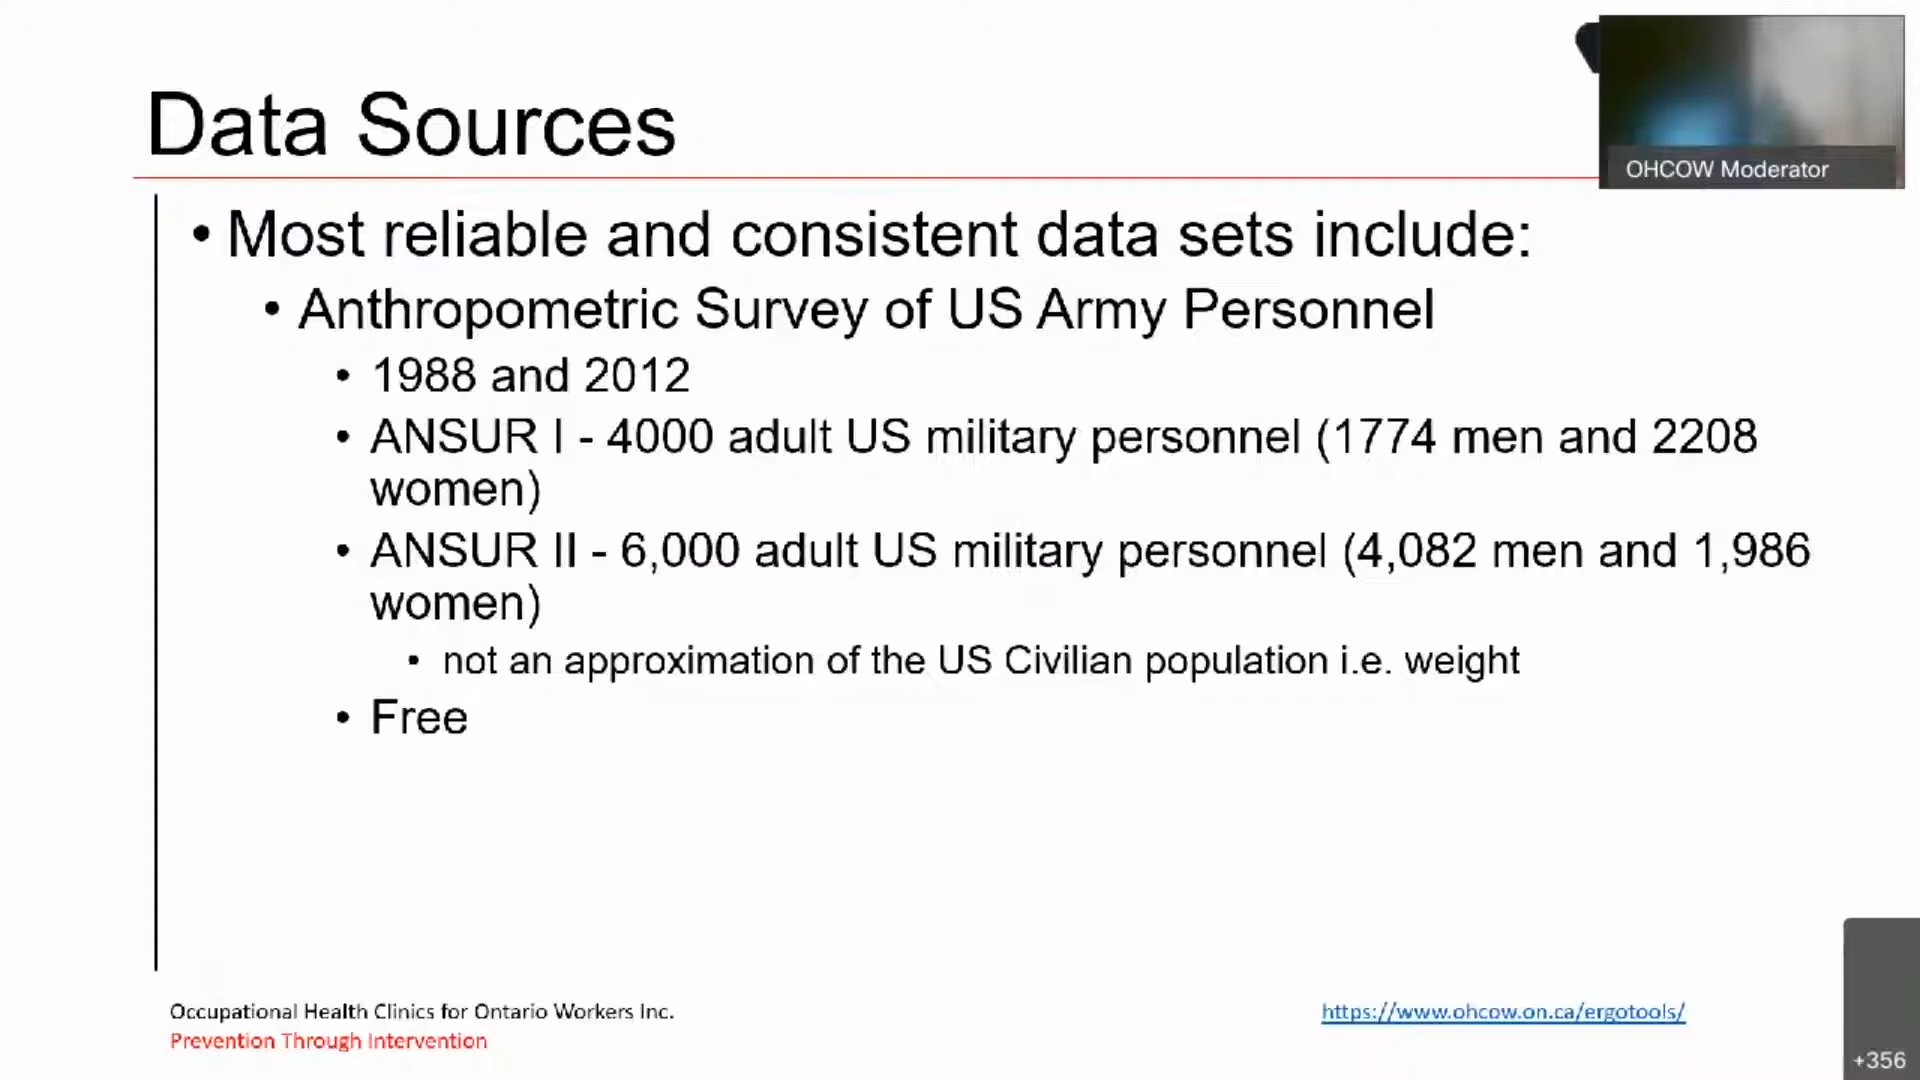 Data Sources
OHCOW Moderator
• Most reliable and consistent data sets include:
• Anthropometric Survey of US Army Personnel
• 1988 and 2012
• ANSUR I - 4000 adult US military personnel (1774 men and 2208
women)
• ANSUR II - 6,000 adult US military personnel (4,082 men and 1,986
women)
• not an approximation of the US Civilian population i.e. weight
• Free
Occupational Health Clinics for Ontario Workers Inc.
Prevention Through Intervention
https://www.ohcow.on.ca/ergotools/
+356